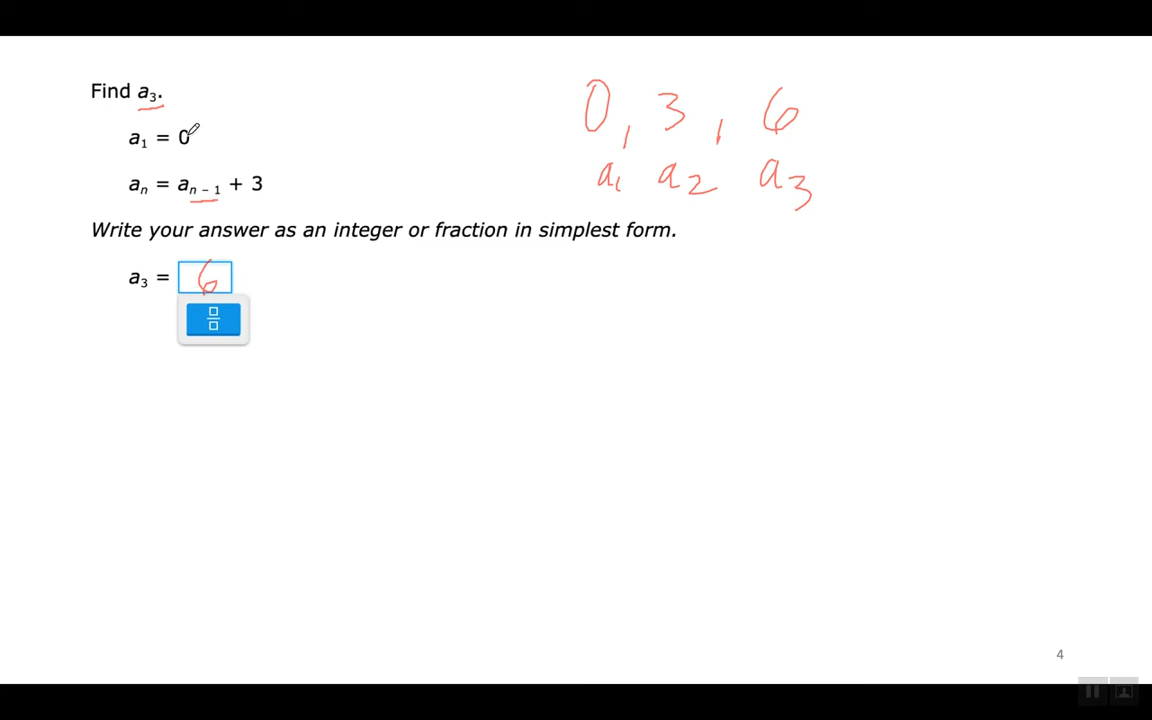 Find a₃.
0, 3, 6
a₁ = 0
aₙ = aₙ₋₁ + 3
a₁ a₂ a₃
Write your answer as an integer or fraction in simplest form.
a₃ = 6
4